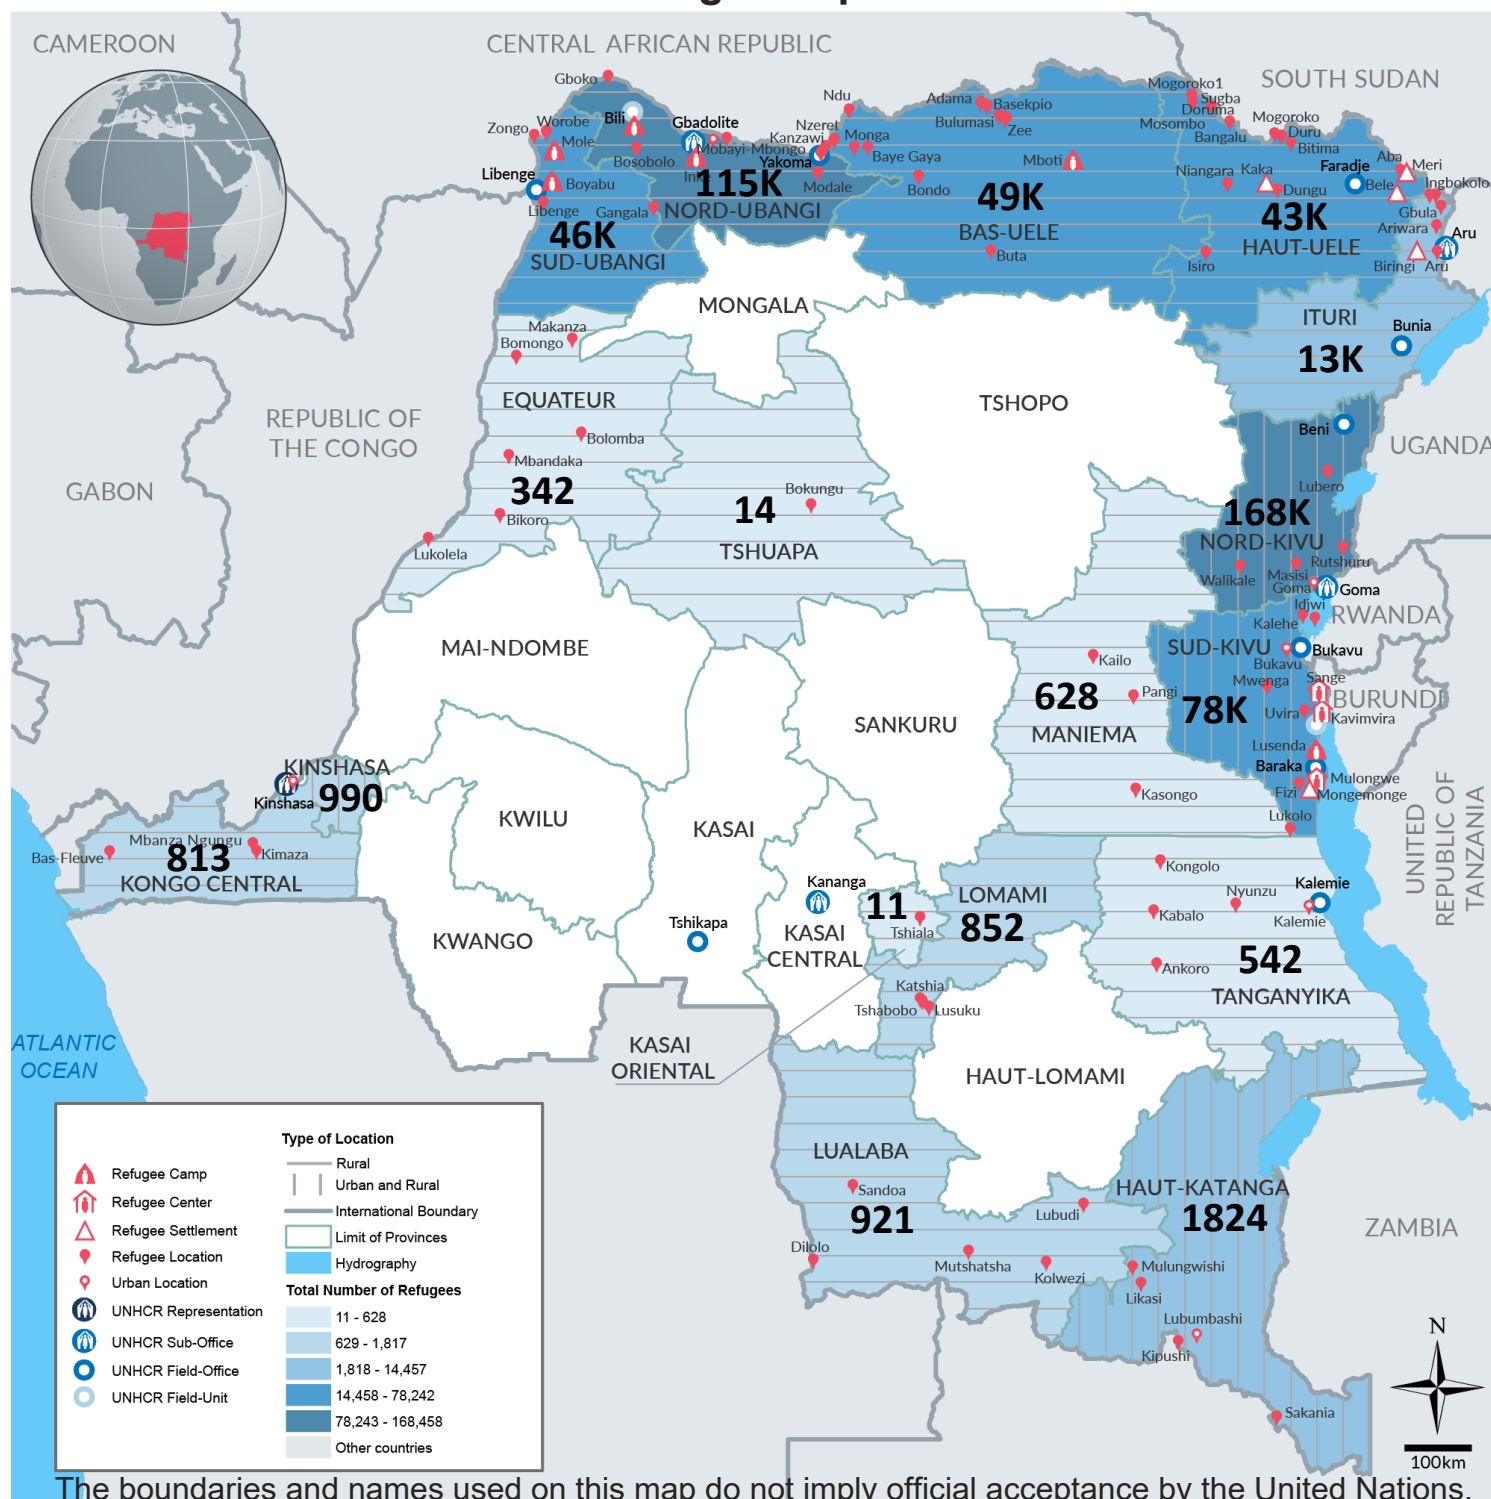 CAMEROON
CENTRAL AFRICAN REPUBLIC
SOUTH SUDAN
Gboko
Ndu
Adama
Basekpio
Bulumasi
Zee
Mogoroko1
Sugba
Doruma
Mosombo
Bangalu
Mogoroko
Duru
Bitima
Zongo
Worobe
Mole
Bili
Gbadolite
Mobayi-Mbongo
Bosobolo
Inke
Nzeret
Kanzawi
Monga
Yakoma
Baye Gaya
Modale
Bondo
Mboti
Niangara
Kaka
Dungu
Faradje
Aba
Meri
Bele
Ingbokolo
Gbula
Ariwara
Aru
Biringi
Aru
Libenge
Boyabu
Libenge
Gangala
115K
NORD-UBANGI
46K
SUD-UBANGI
49K
BAS-UELE
Buta
43K
HAUT-UELE
Isiro
MONGALA
ITURI
13K
Bunia
Makanza
Bomongo
EQUATEUR
Bolomba
Mbandaka
342
Bikoro
Lukolela
REPUBLIC OF
THE CONGO
GABON
TSHOPO
Bokungu
14
TSHUAPA
Beni
UGANDA
Lubero
168K
NORD-KIVU
Rutshuru
Walikale
Masisi
Goma
Goma
Idjwi
Kalehe
RWANDA
MAI-NDOMBE
SUD-KIVU
Bukavu
Bukavu
Kailo
Sange
Mwenga
BURUNDI
78K
Uvira
Kavimvira
628
Pangi
MANIEMA
SANKURU
Lusenda
Baraka
Mulongwe
Fizi
Mongemonge
Kasongo
Lukolo
UNITED
REPUBLIC OF
TANZANIA
KINSHASA
Kinshasa
990
KWILU
KASAI
Mbanza Ngungu
Bas-Fleuve
813
Kimaza
KONGO CENTRAL
Kananga
11
Tshiala
LOMAMI
852
Kongolo
Nyunzu
Kalemie
Kabalo
Kalemie
Tshikapa
KASAI
CENTRAL
KWANGO
Ankoro
542
TANGANYIKA
Katshia
Tshabobo
Lusuku
KASAI
ORIENTAL
ATLANTIC
OCEAN
HAUT-LOMAMI
LUALABA
Sandoa
921
Lubudi
HAUT-KATANGA
1824
ZAMBIA
Dilolo
Mutshatsha
Kolwezi
Mulungwishi
Likasi
Lubumbashi
Kipushi
Sakania
Refugee Camp
Refugee Center
Refugee Settlement
Refugee Location
Urban Location
UNHCR Representation
UNHCR Sub-Office
UNHCR Field-Office
UNHCR Field-Unit
Type of Location
Rural
Urban and Rural
International Boundary
Limit of Provinces
Hydrography
Total Number of Refugees
11 - 628
629 - 1,817
1,818 - 14,457
14,458 - 78,242
78,243 - 168,458
Other countries
N
100km
The boundaries and names used on this map do not imply official acceptance by the United Nations.